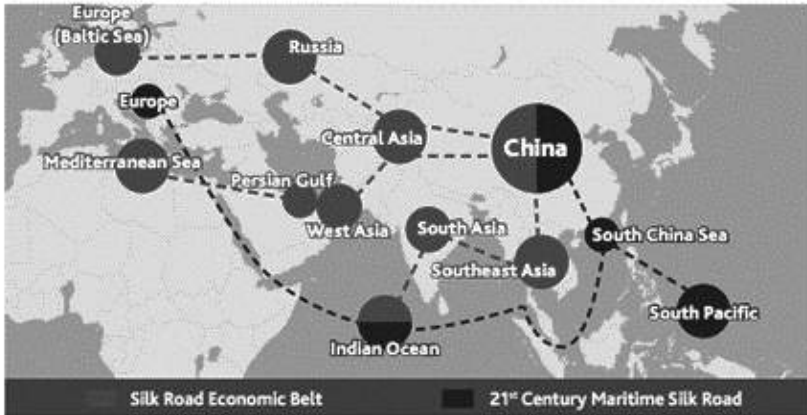 Europe
(Baltic Sea)
Russia
Europe
Central Asia
China
Mediterranean Sea
Persian Gulf
West Asia
South Asia
South China Sea
Southeast Asia
South Pacific
Indian Ocean
Silk Road Economic Belt
21st Century Maritime Silk Road